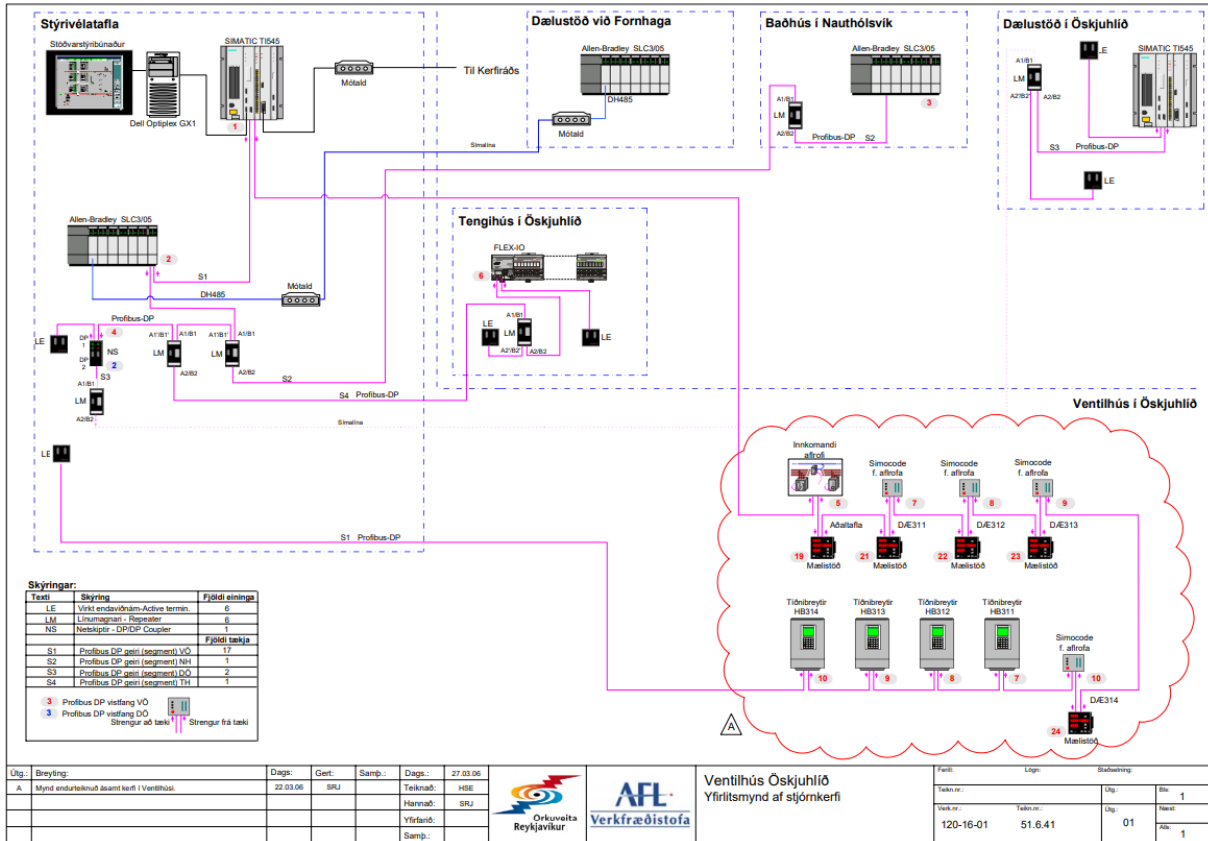 Stýrivélatafla
Stöðvarstýribúnaður
Dell Optiplex GX1
SIMATIC TI545
1
Mótald
Til Kerfiráðs
Dælustöð við Fornhaga
Allen-Bradley SLC3/05
DH485
Mótald
Símalína
Baðhús í Nauthólsvík
Allen-Bradley SLC3/05
3
A1/B1
LM
A2/B2
Profibus-DP S2
Dælustöð í Öskjuhlíð
SIMATIC TI545
LE
A1/B1
LM
A2'/B2'
A2/B2
S3 Profibus-DP
LE
Allen-Bradley SLC3/05
2
S1
DH485
Mótald
Profibus-DP
LE
DP 1
4
NS
DP 2
2
S3
A1/B1
LM
A2/B2
A1'/B1'
A1/B1
LM
A2/B2
A1'/B1'
A1/B1
LM
A2/B2
S2
S4 Profibus-DP
Símalína
LE
S1 Profibus-DP
Tengihús í Öskjuhlíð
FLEX-IO
6
A1/B1
LE
LM
A2'/B2'
A2/B2
LE
Ventilhús í Öskjuhlíð
Innkomandi
aflrofi
5
Simocode
f. aflrofa
7
Simocode
f. aflrofa
8
Simocode
f. aflrofa
9
Aðaltafla
DÆ311
DÆ312
DÆ313
19
21
22
23
Mælistöð
Mælistöð
Mælistöð
Mælistöð
Tíðnibreytir
HB314
Tíðnibreytir
HB313
Tíðnibreytir
HB312
Tíðnibreytir
HB311
10
9
8
7
Simocode
f. aflrofa
10
DÆ314
24
Mælistöð
A
Skýringar:
Texti Skýring Fjöldi eininga
LE Virkt endaviðnám-Active termin. 6
LM Línumagnari - Repeater 6
NS Netskiptir - DP/DP Coupler 1
Fjöldi tækja
S1 Profibus DP geiri (segment) VÖ 17
S2 Profibus DP geiri (segment) NH 1
S3 Profibus DP geiri (segment) DÖ 2
S4 Profibus DP geiri (segment) TH 1
3 Profibus DP vistfang VÖ
3 Profibus DP vistfang DÖ
Strengur að tæki
Strengur frá tæki
Útg.: Breyting: Dags: Gert: Samþ.: Dags.: 27.03.06
A Mynd endurteiknuð ásamt kerfi í Ventilhúsi. 22.03.06 SRJ Teiknað: HSE
Hannað: SRJ
Yfirfarið:
Samþ.:
Orkuveita
Reykjavíkur
AFL
Verkfræðistofa
Ventilhús Öskjuhlíð
Yfirlitsmynd af stjórnkerfi
Ferill: Lögn: Staðsetning:
Teikn.nr.: Útg.: Bls: 1
Verk.nr.: Teikn.nr.: Útg.: Næst:
120-16-01 51.6.41 01
Alls: 1